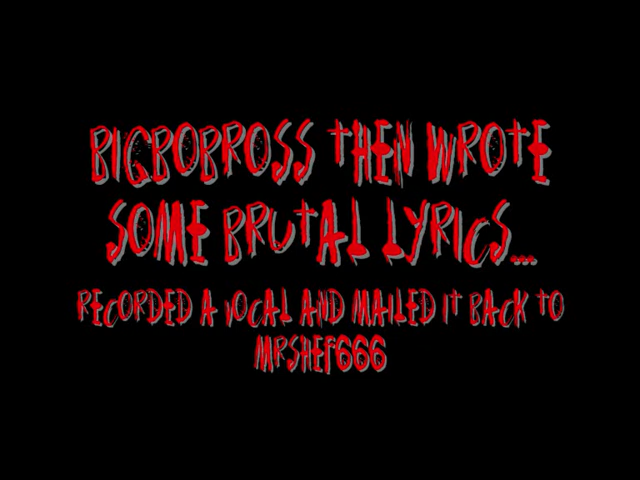 BIGBOBROSS THEN WROTE
SOME BRUTAL LYRICS...
RECORDED A VOCAL AND MAILED IT BACK TO
MRSHEF666